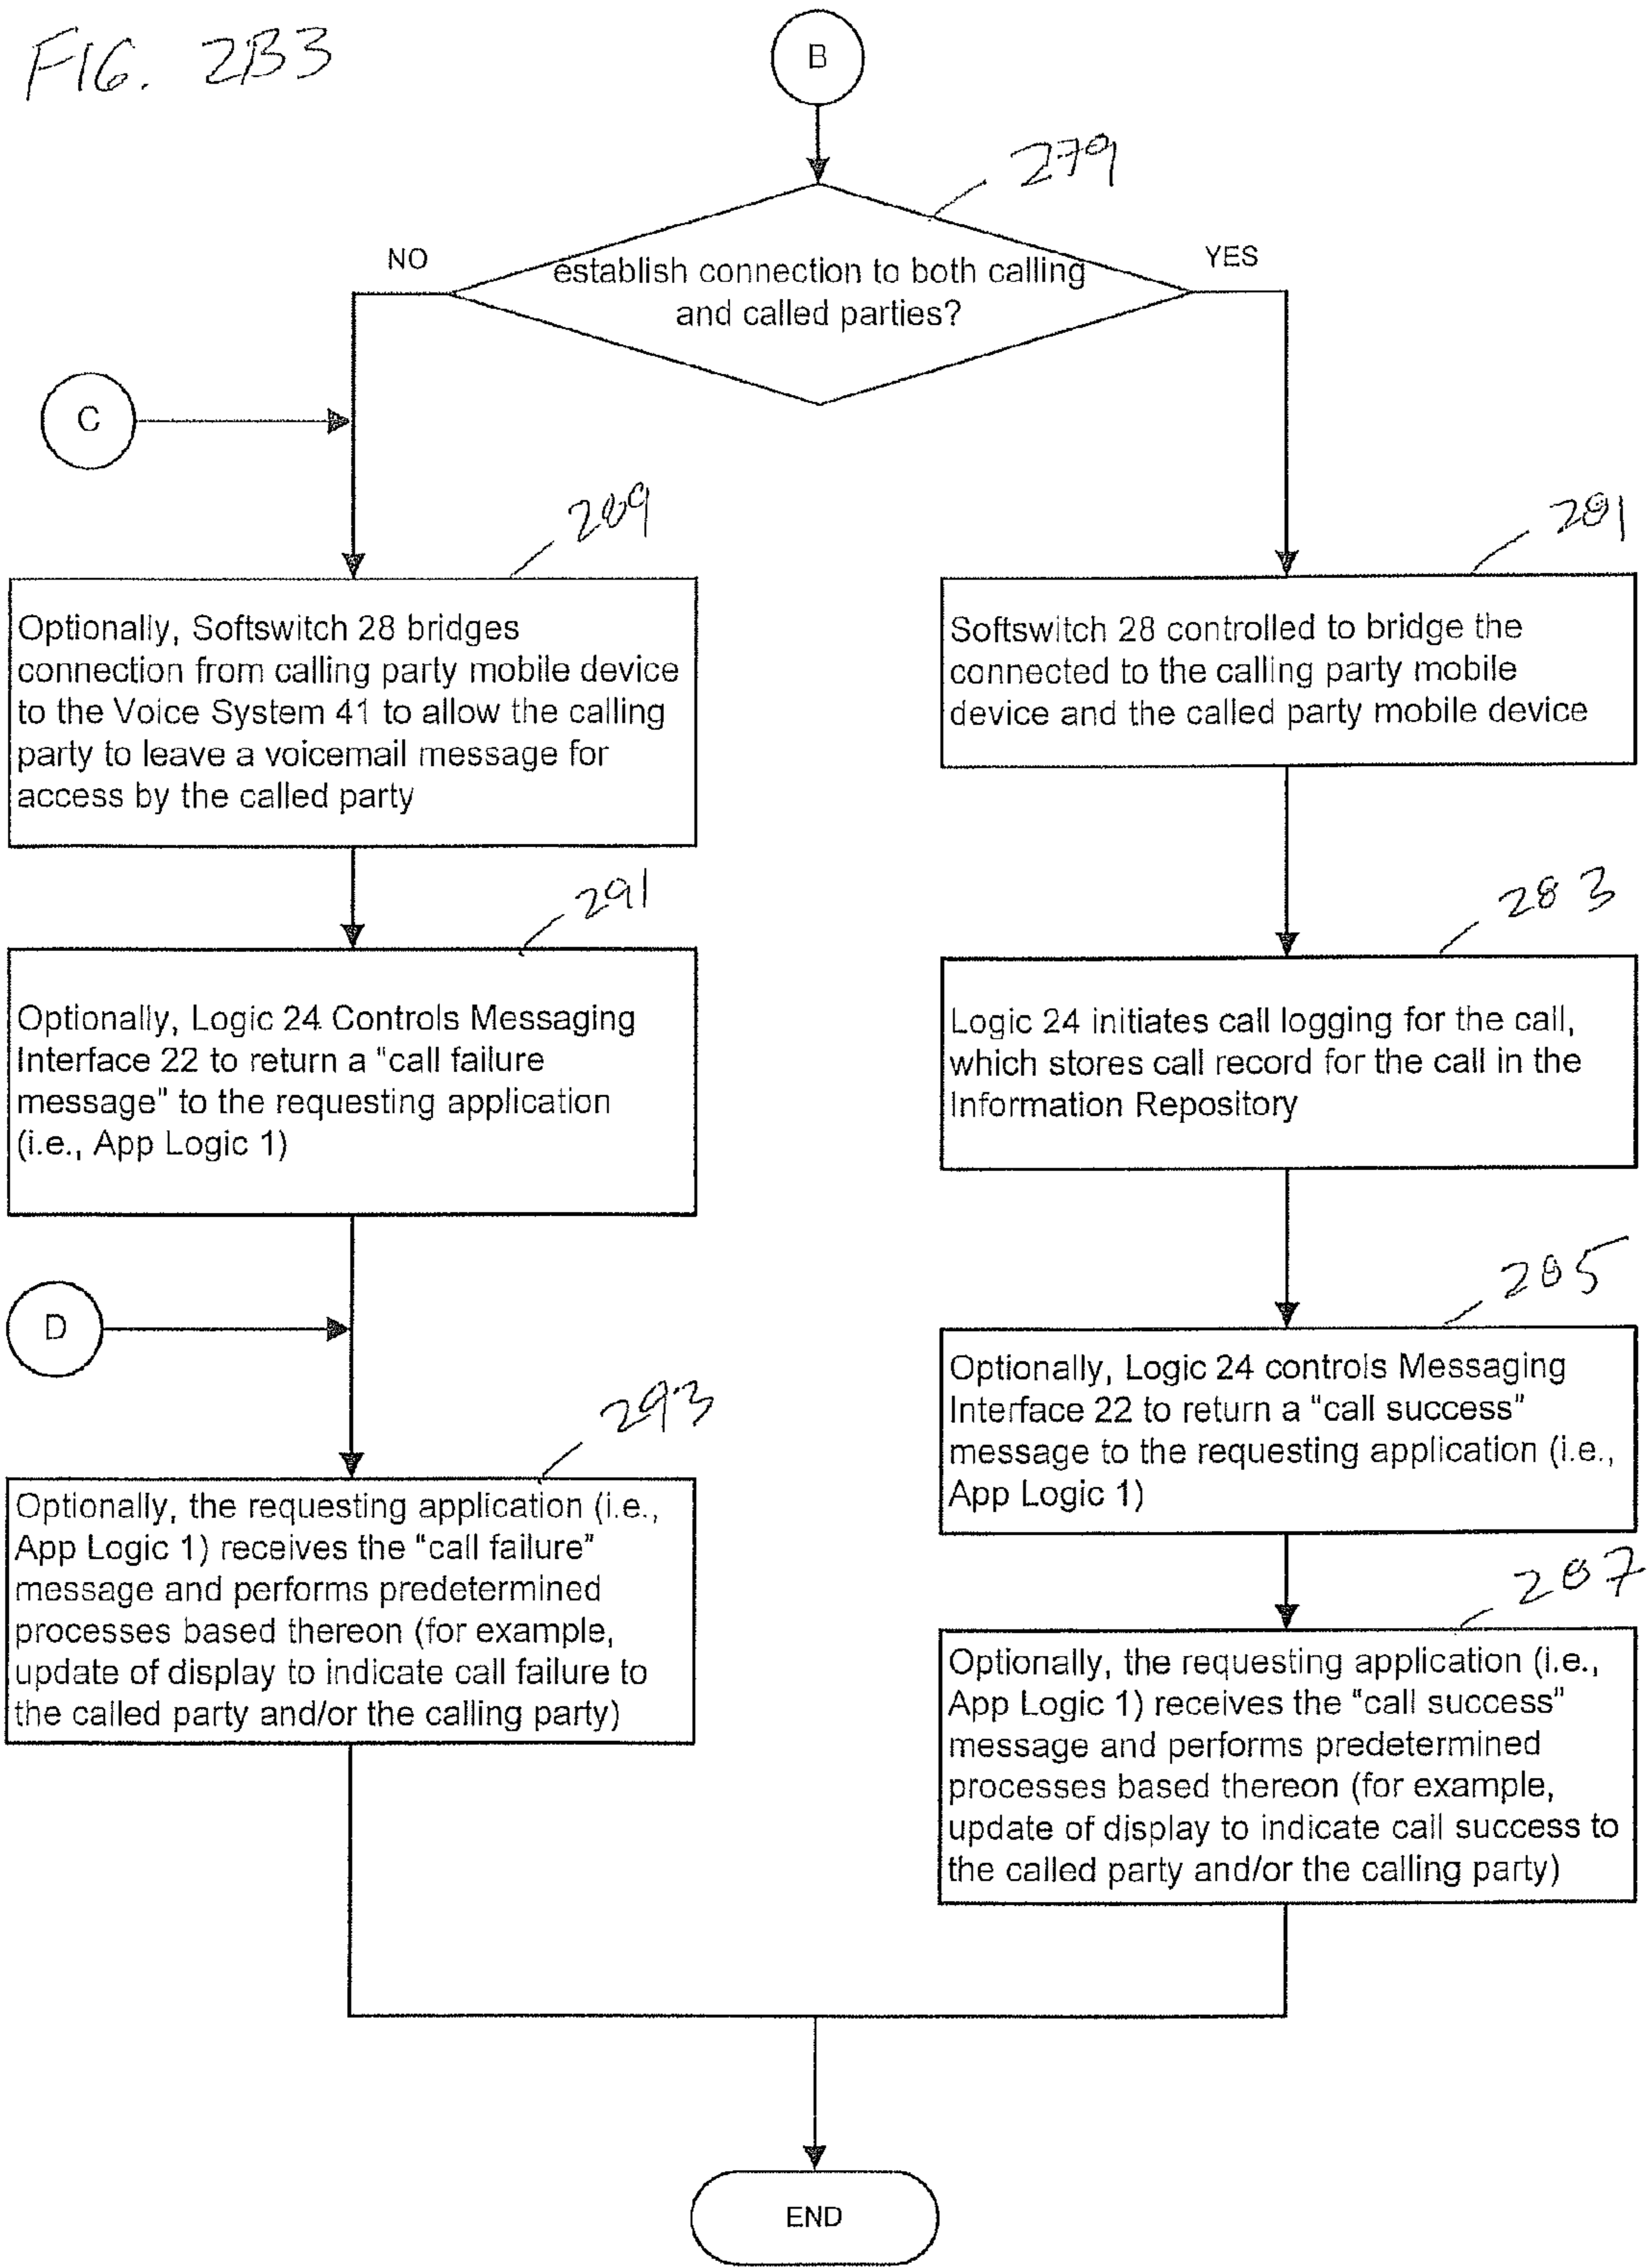 FIG. 2B3
B
279
NO
YES
establish connection to both calling
and called parties?
C
289
281
Optionally, Softswitch 28 bridges
connection from calling party mobile device
to the Voice System 41 to allow the calling
party to leave a voicemail message for
access by the called party
Softswitch 28 controlled to bridge the
connected to the calling party mobile
device and the called party mobile device
291
283
Optionally, Logic 24 Controls Messaging
Interface 22 to return a "call failure
message" to the requesting application
(i.e., App Logic 1)
Logic 24 initiates call logging for the call,
which stores call record for the call in the
Information Repository
D
285
293
Optionally, Logic 24 controls Messaging
Interface 22 to return a "call success"
message to the requesting application (i.e.,
App Logic 1)
Optionally, the requesting application (i.e.,
App Logic 1) receives the "call failure"
message and performs predetermined
processes based thereon (for example,
update of display to indicate call failure to
the called party and/or the calling party)
287
Optionally, the requesting application (i.e.,
App Logic 1) receives the "call success"
message and performs predetermined
processes based thereon (for example,
update of display to indicate call success to
the called party and/or the calling party)
END